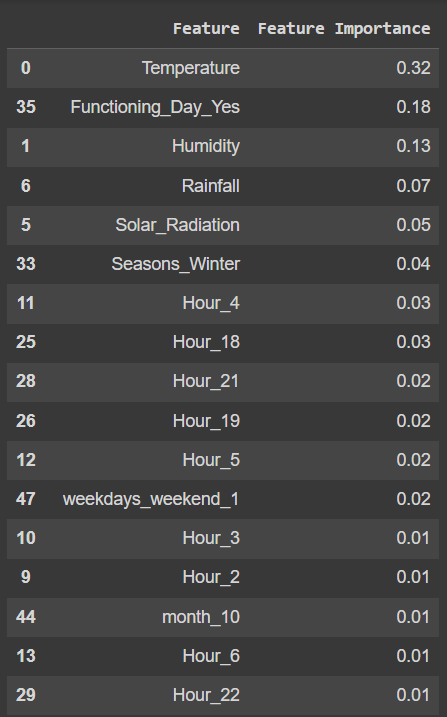 Feature Feature Importance
0 Temperature 0.32
35 Functioning_Day_Yes 0.18
1 Humidity 0.13
6 Rainfall 0.07
5 Solar_Radiation 0.05
33 Seasons_Winter 0.04
11 Hour_4 0.03
25 Hour_18 0.03
28 Hour_21 0.02
26 Hour_19 0.02
12 Hour_5 0.02
47 weekdays_weekend_1 0.02
10 Hour_3 0.01
9 Hour_2 0.01
44 month_10 0.01
13 Hour_6 0.01
29 Hour_22 0.01